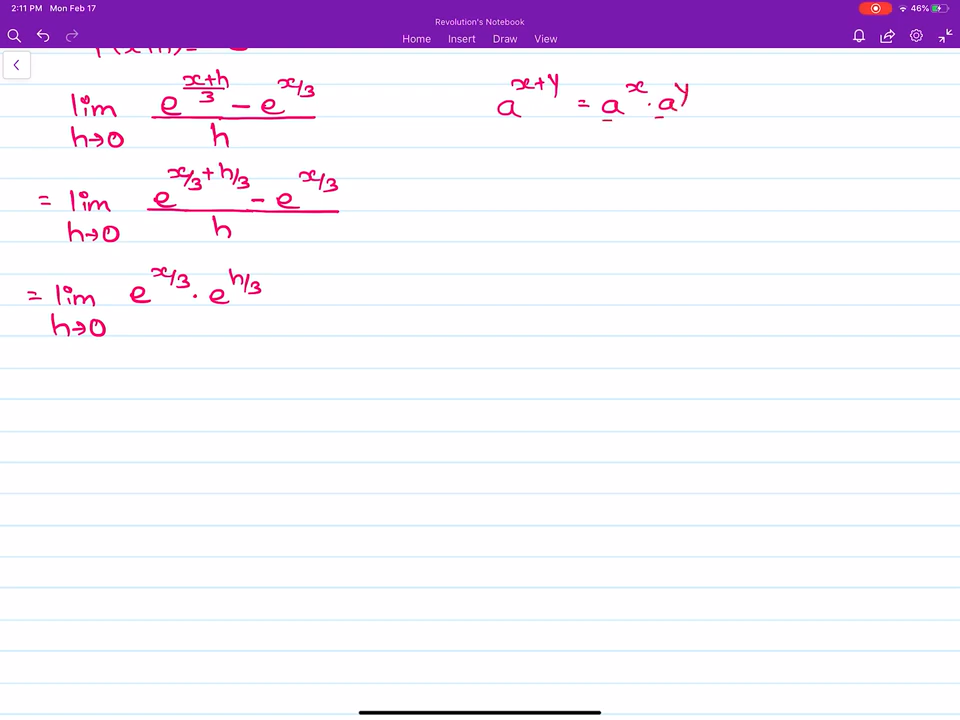 2:11 PM Mon Feb 17 46%
Revolution's Notebook
Home Insert Draw View
lim h→0 (e^((x+h)/3) - e^(x/3))/h
a^(x+y) = a^x · a^y
= lim h→0 (e^(x/3+h/3) - e^(x/3))/h
= lim h→0 e^(x/3) · e^(h/3)